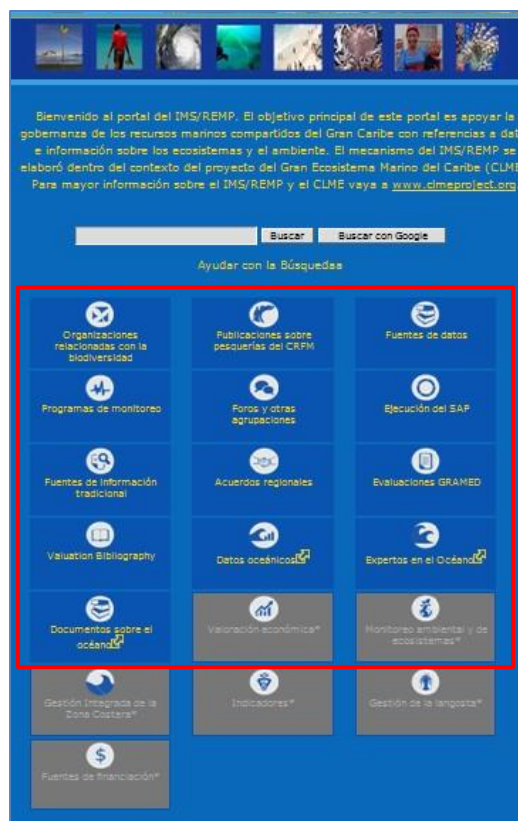 Bienvenido al portal del IMS/REMP. El objetivo principal de este portal es apoyar la
gobernanza de los recursos marinos compartidos del Gran Caribe con referencias a dat
e información sobre los ecosistemas y el ambiente. El mecanismo del IMS/REMP se
elaboró dentro del contexto del proyecto del Gran Ecosistema Marino del Caribe (CLME
Para mayor información sobre el IMS/REMP y el CLME vaya a www.clmeproject.org
Buscar
Buscar con Google
Ayudar con la Búsquedaa
Organizaciones
relacionadas con la
biodiversidad
Publicaciones sobre
pesquerías del CRFM
Fuentes de datos
Programas de monitoreo
Foros y otras
agrupaciones
Ejecución del SAP
Fuentes de información
tradicional
Acuerdos regionales
Evaluaciones GRAMED
Valuation Bibliography
Datos oceánicos
Expertos en el Océano
Documentos sobre el
océano
Valoración económica*
Monitoreo ambiental y de
ecosistemas*
Gestión Integrada de la
Zona Costera*
Indicadores*
Gestión de la langosta*
Fuentes de financiación*